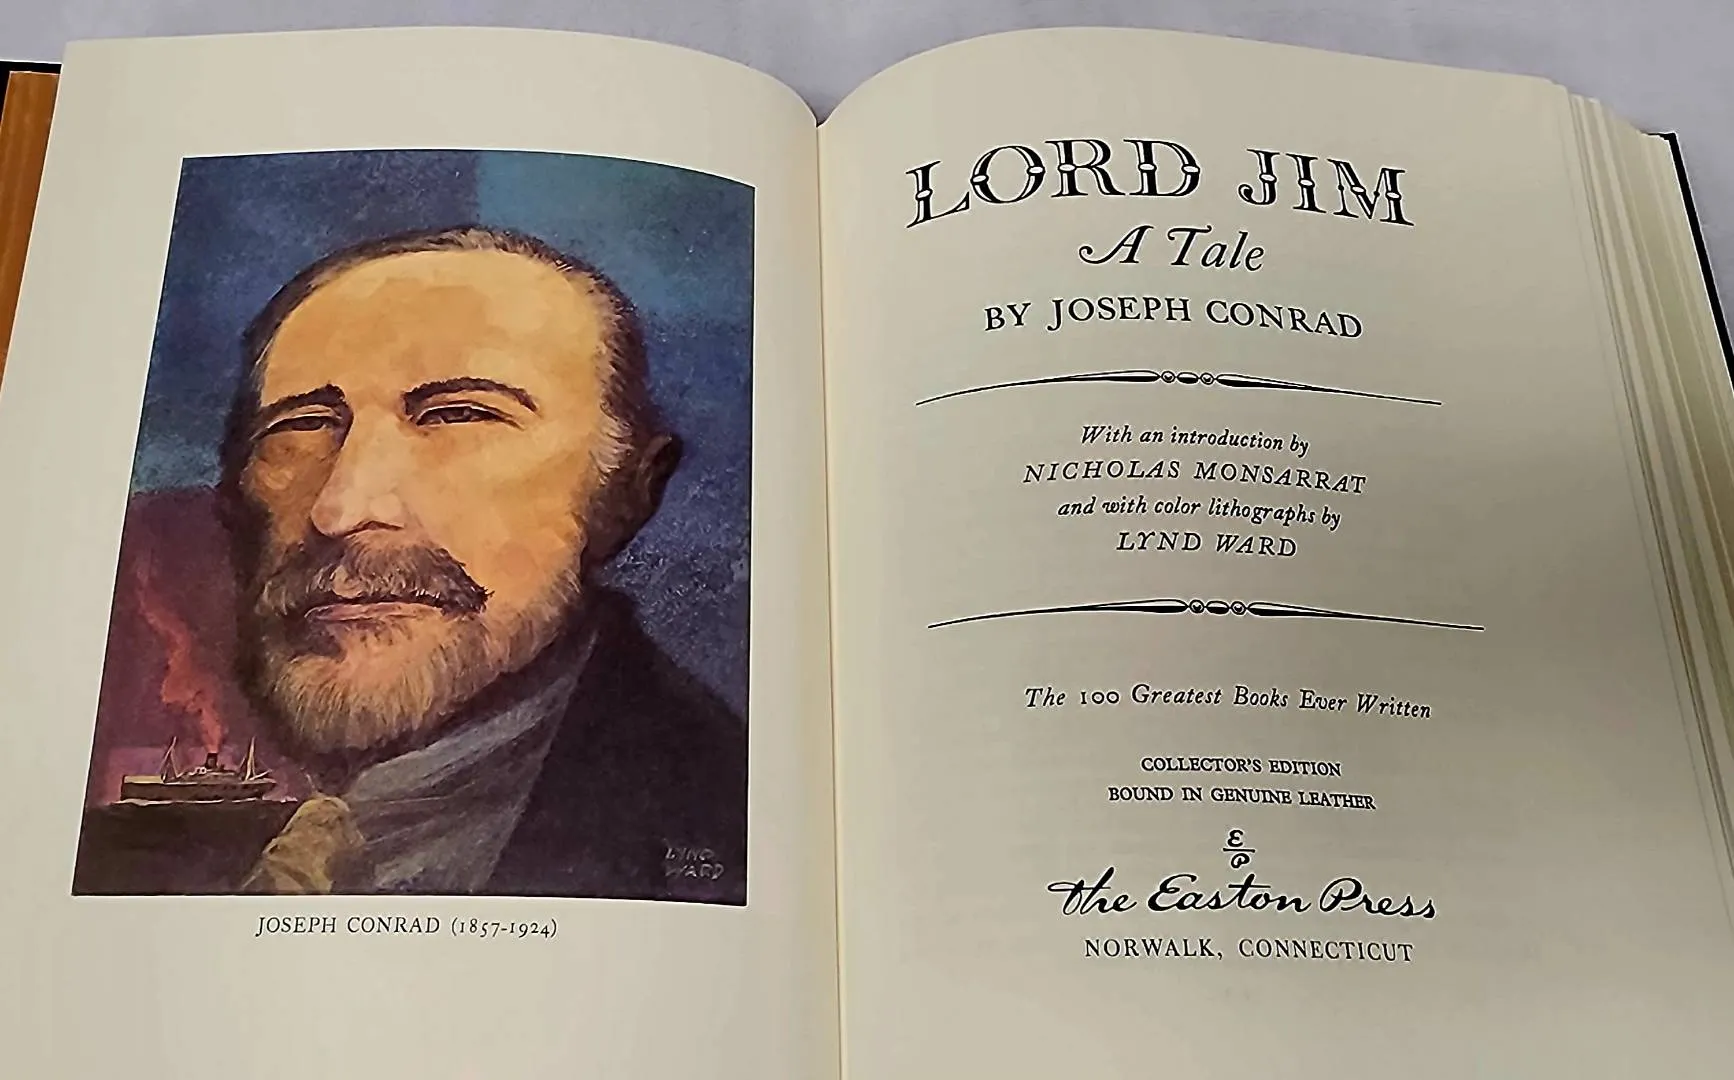 LYND
WARD
JOSEPH CONRAD (1857-1924)
LORD JIM
A Tale
BY JOSEPH CONRAD
With an introduction by
NICHOLAS MONSARRAT
and with color lithographs by
LYND WARD
The 100 Greatest Books Ever Written
COLLECTOR'S EDITION
BOUND IN GENUINE LEATHER
E
P
The Easton Press
NORWALK, CONNECTICUT